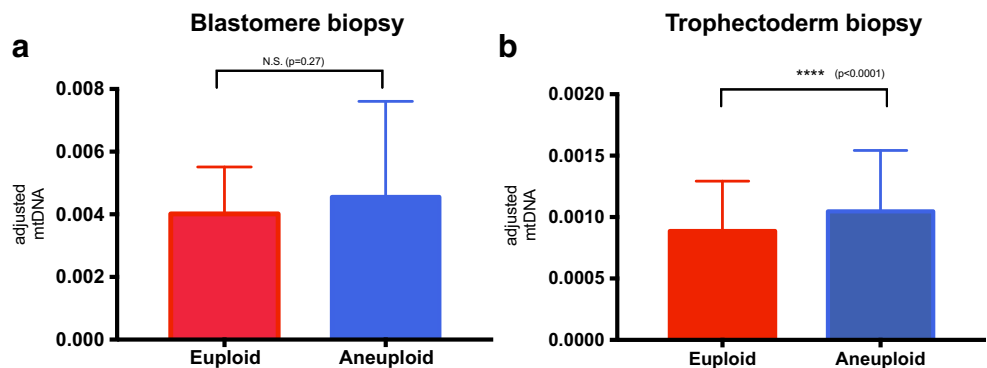 Blastomere biopsy
a
N.S. (p=0.27)
adjusted
mtDNA
0.008
0.006
0.004
0.002
0.000
Euploid
Aneuploid
Trophectoderm biopsy
b
**** (p<0.0001)
adjusted
mtDNA
0.0020
0.0015
0.0010
0.0005
0.0000
Euploid
Aneuploid